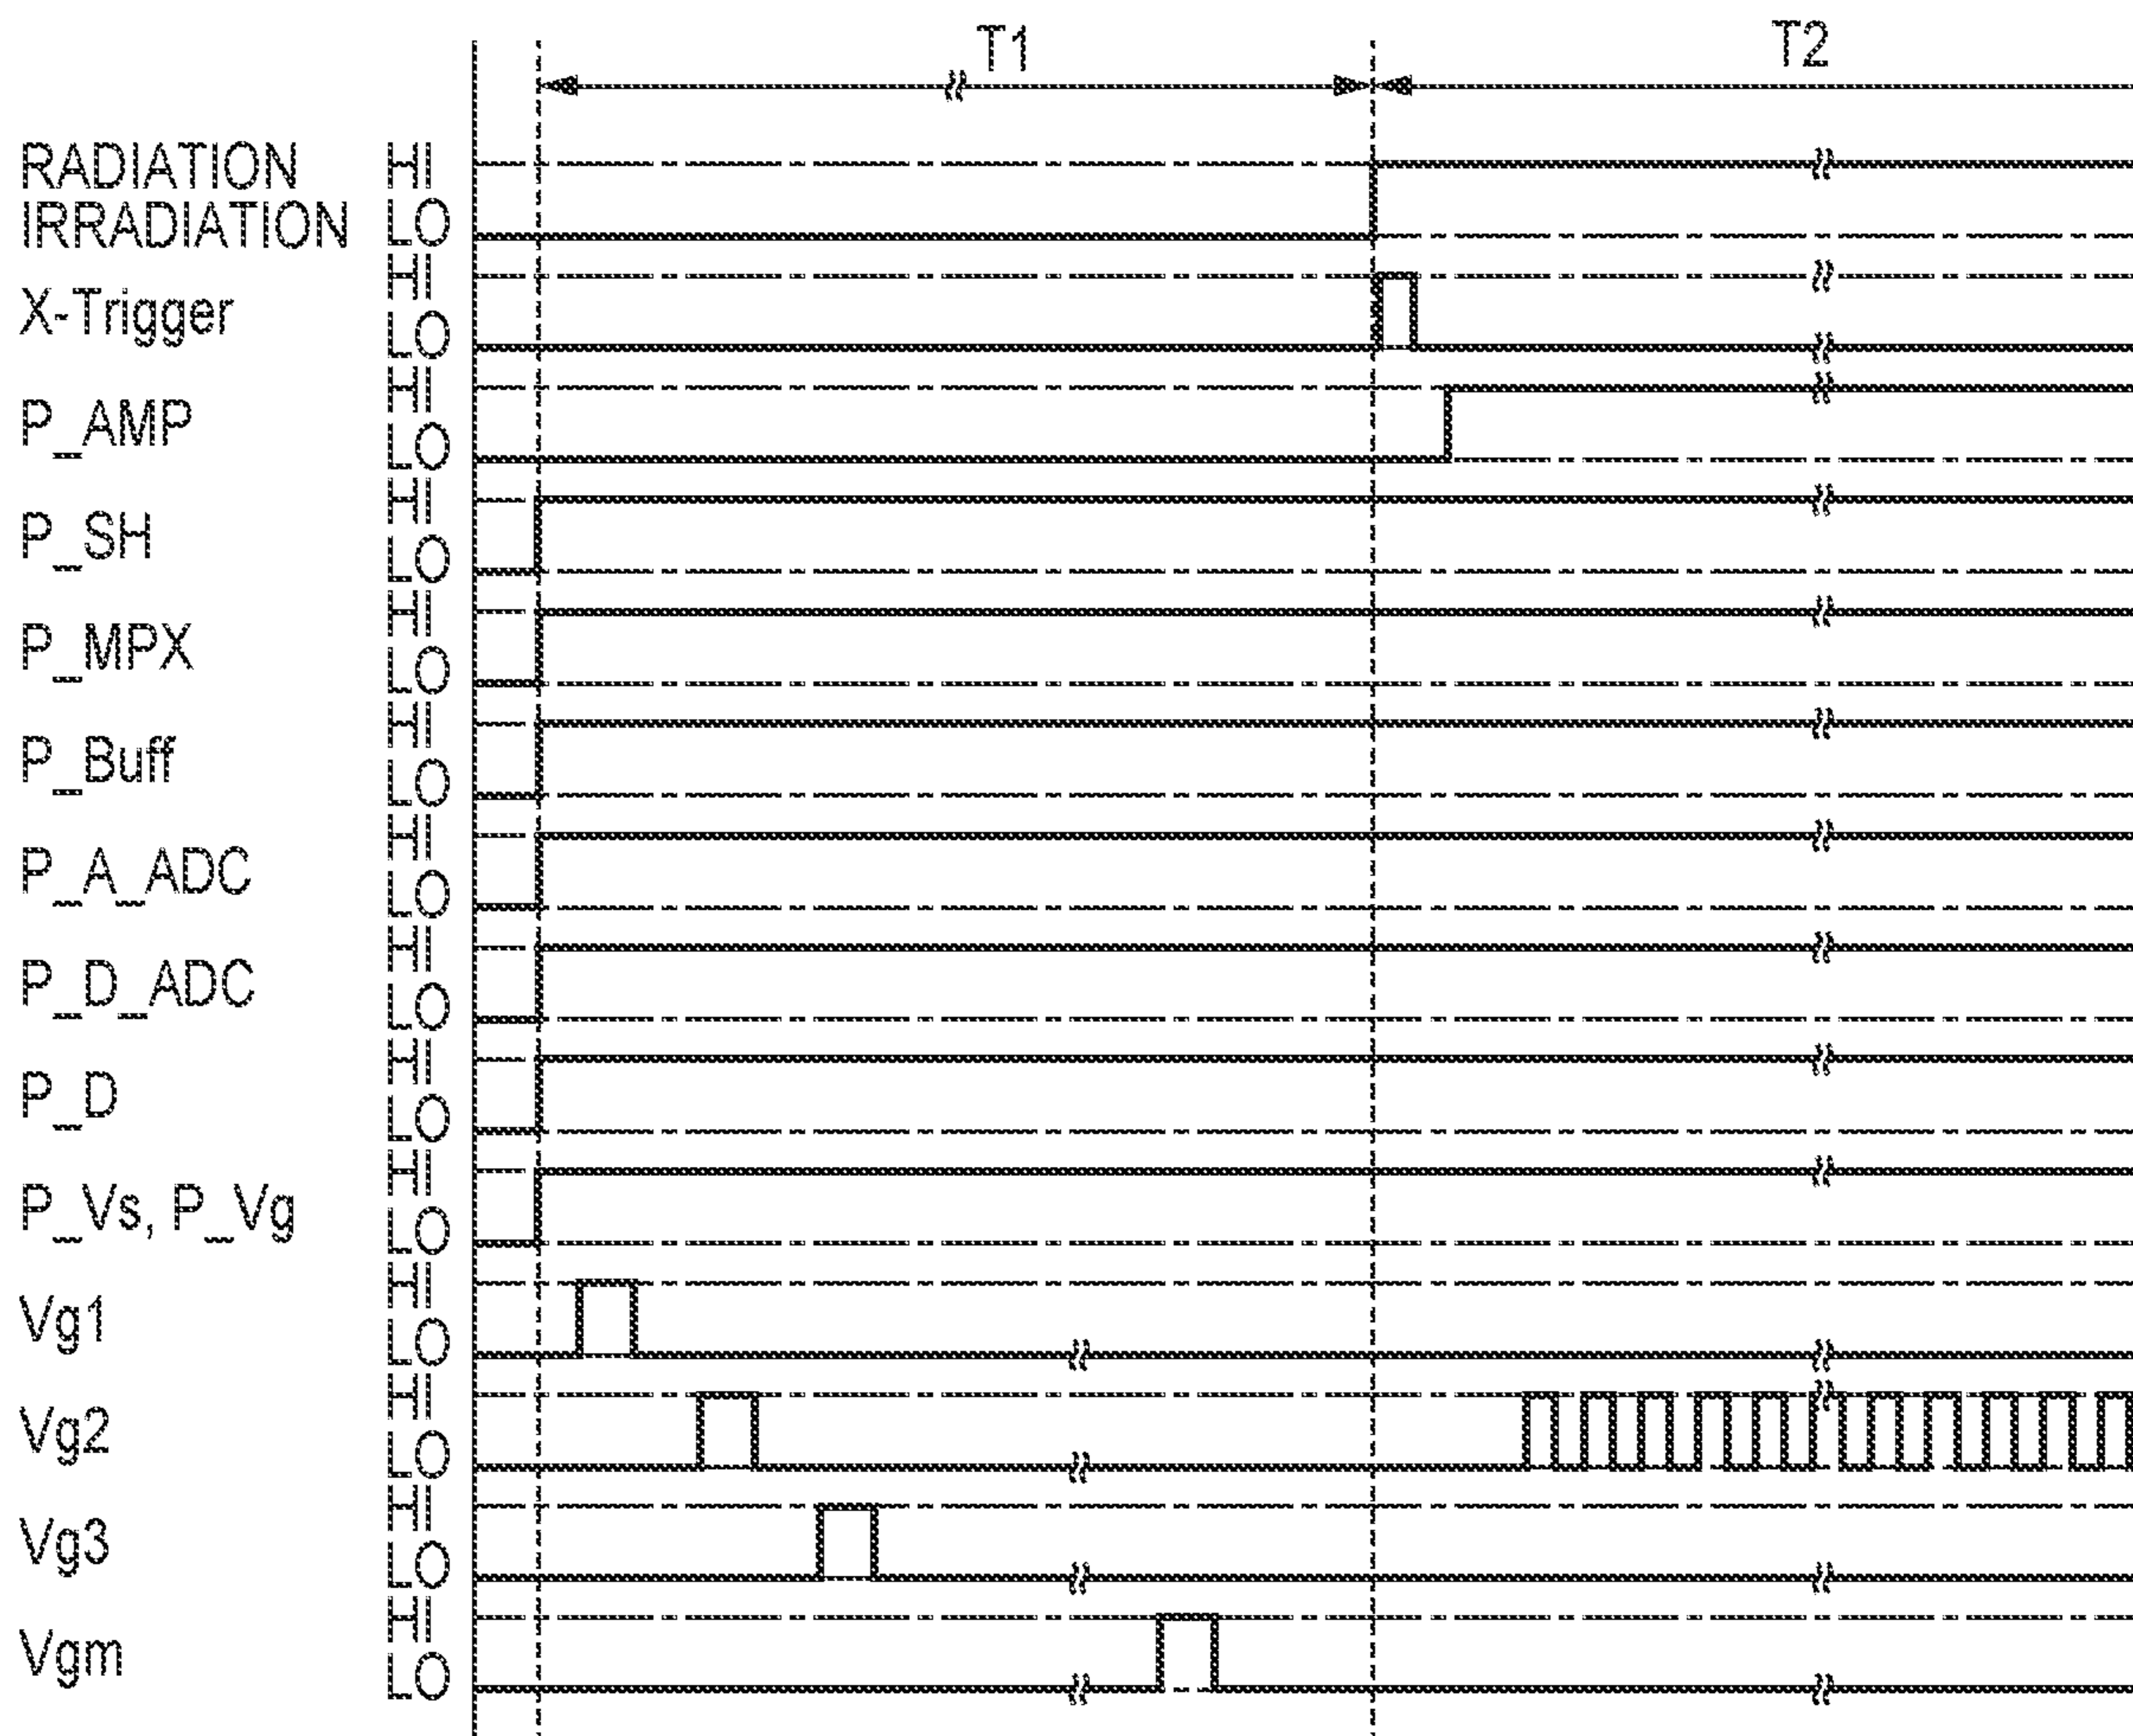 T1 T2
RADIATION HI
IRRADIATION LO
HI
X-Trigger
LO
HI
P_AMP
LO
HI
P_SH
LO
HI
P_MPX
LO
HI
P_Buff
LO
HI
P_A_ADC
LO
HI
P_D_ADC
LO
HI
P_D
LO
HI
P_Vs, P_Vg
LO
HI
Vg1
LO
HI
Vg2
LO
HI
Vg3
LO
HI
Vgm
LO